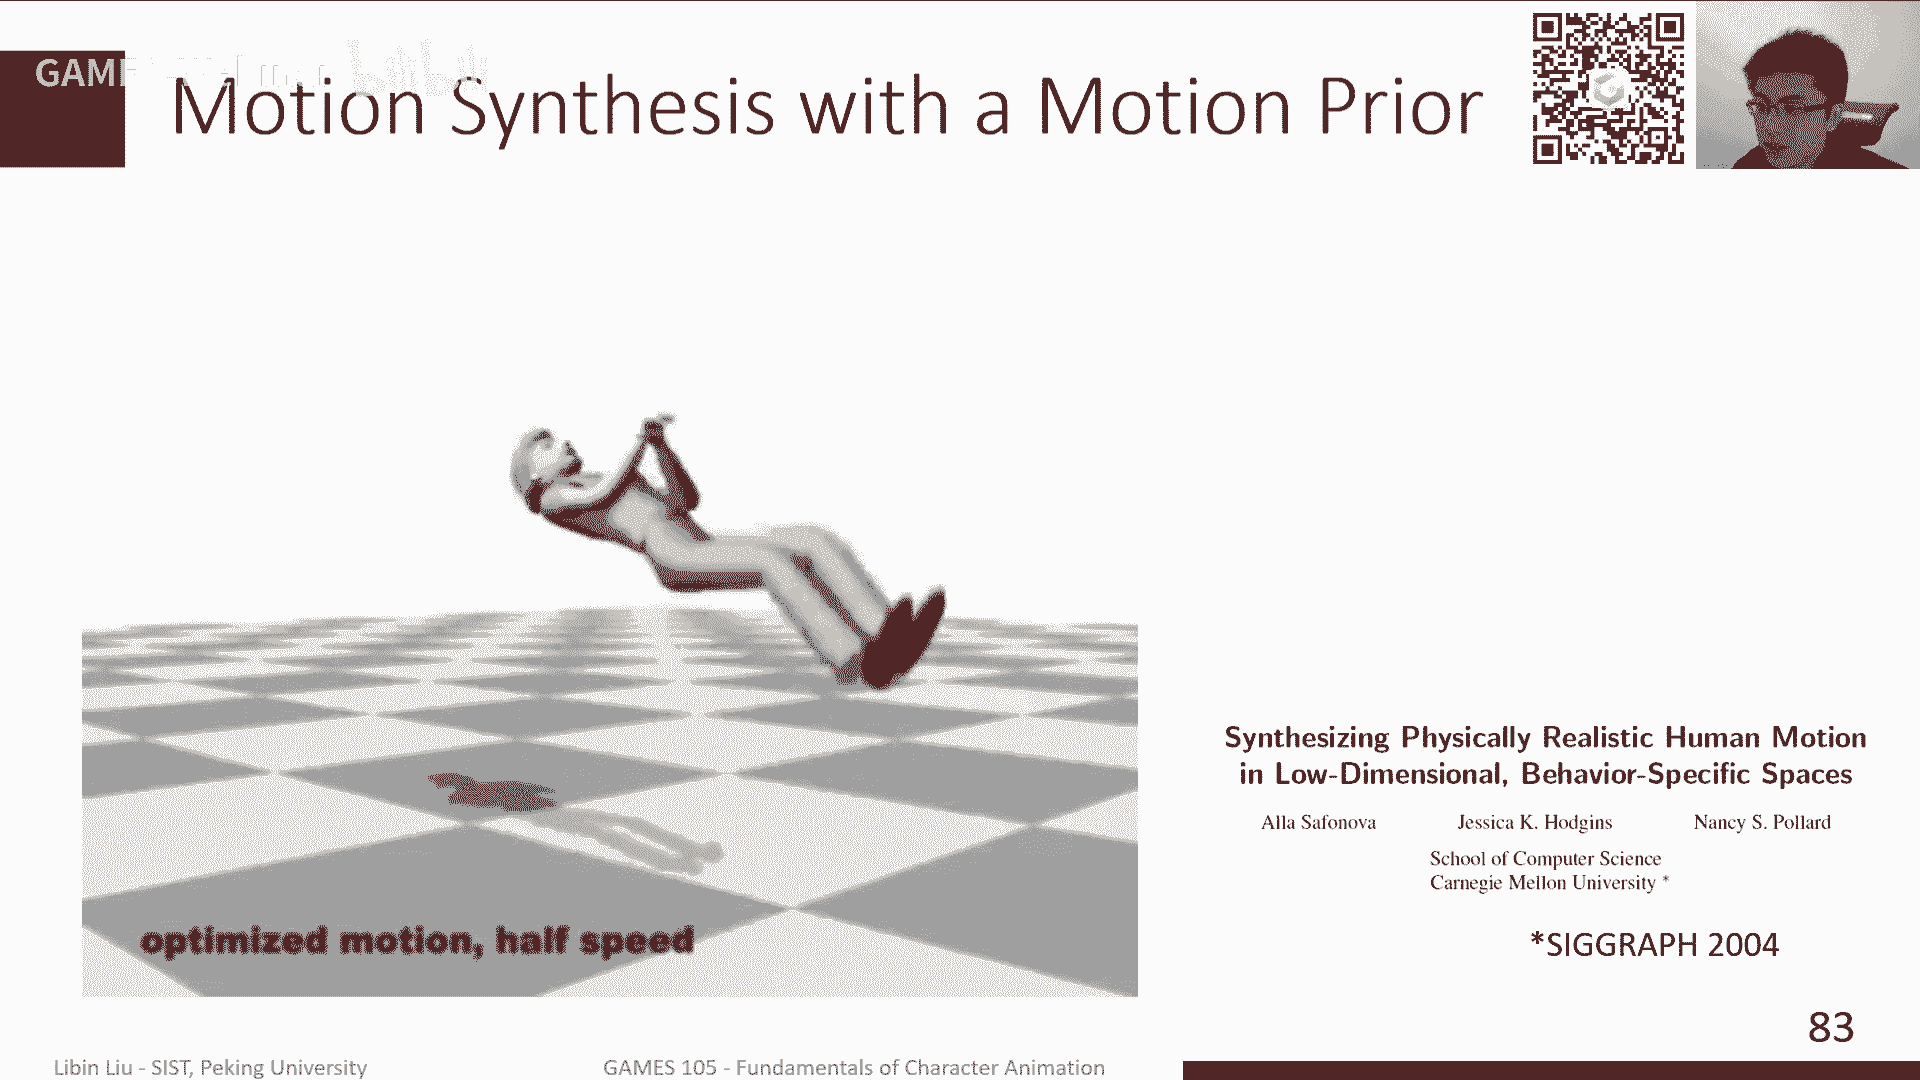 GAME
Motion Synthesis with a Motion Prior
optimized motion, half speed
Synthesizing Physically Realistic Human Motion
in Low-Dimensional, Behavior-Specific Spaces
Alla Safonova Jessica K. Hodgins Nancy S. Pollard
School of Computer Science
Carnegie Mellon University *
*SIGGRAPH 2004
83
Libin Liu - SIST, Peking University GAMES 105 - Fundamentals of Character Animation